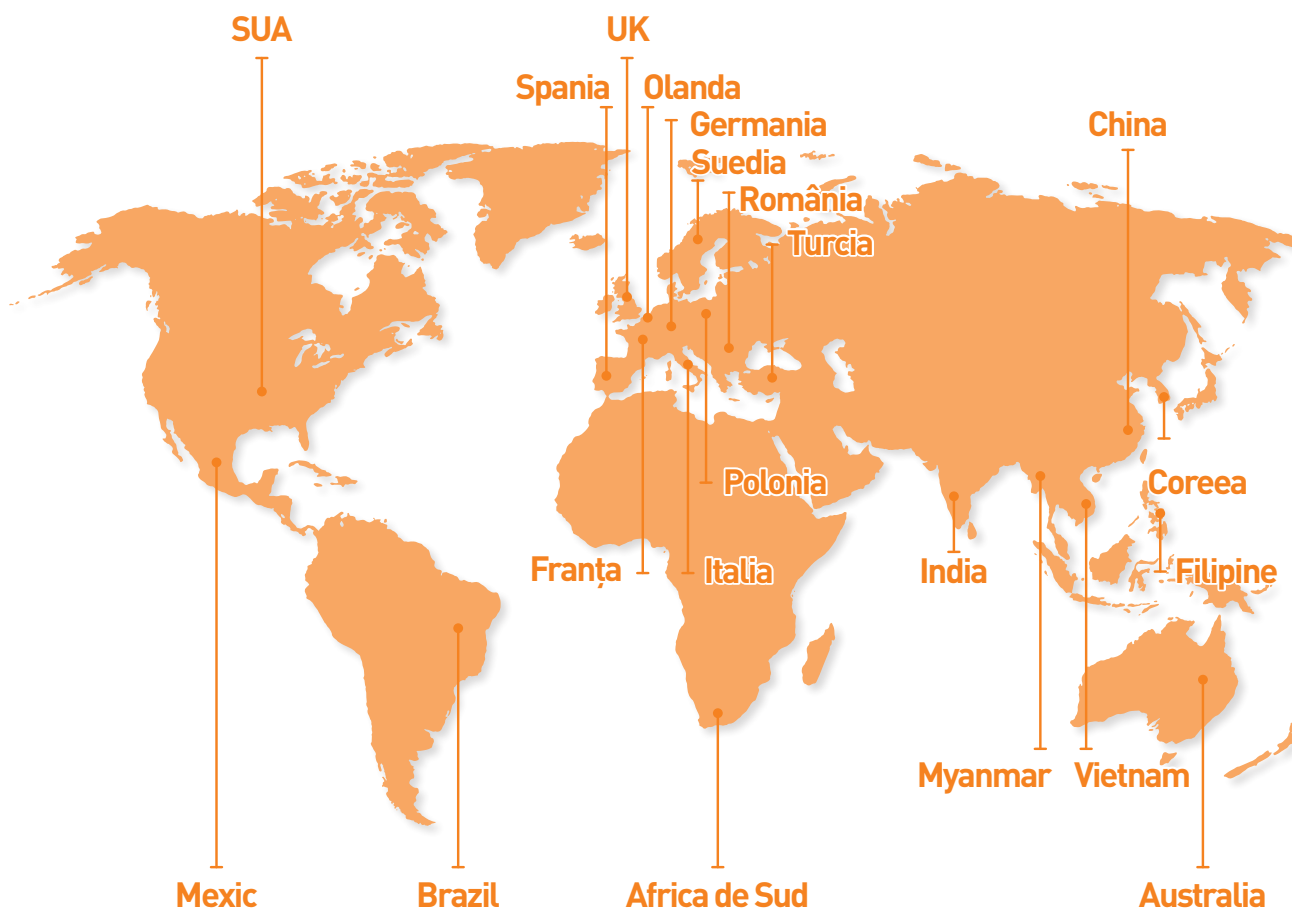 SUA
UK
Spania
Olanda
Germania
China
Suedia
România
Turcia
Polonia
Coreea
Franța
Italia
India
Filipine
Myanmar
Vietnam
Mexic
Brazil
Africa de Sud
Australia